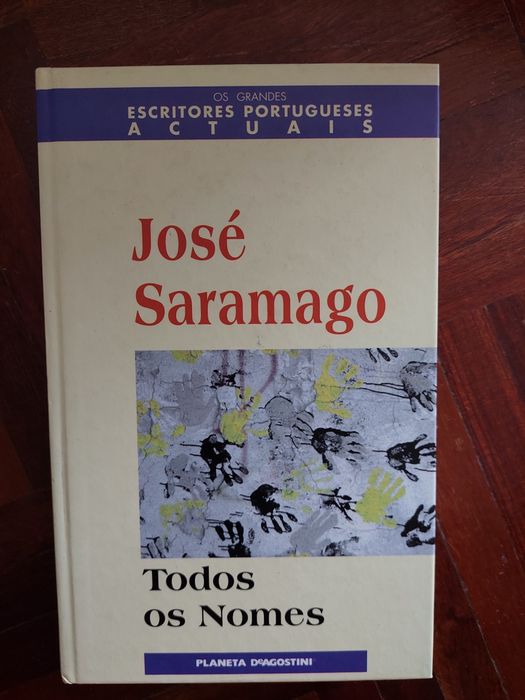 OS GRANDES
ESCRITORES PORTUGUESES
ACTUAIS
José
Saramago
Todos
os Nomes
PLANETA DeAGOSTINI